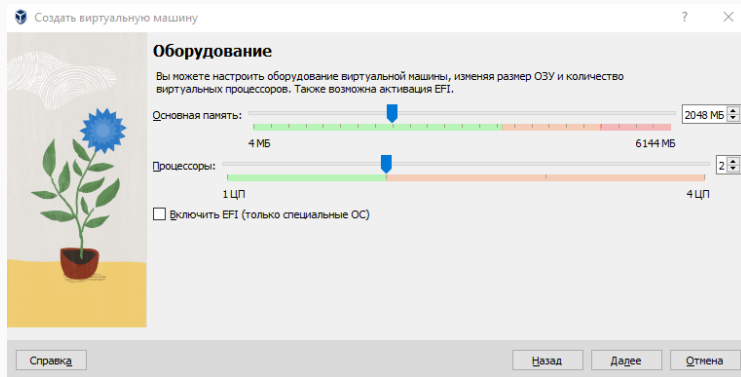 Создать виртуальную машину
Оборудование
Вы можете настроить оборудование виртуальной машины, изменяя размер ОЗУ и количество
виртуальных процессоров. Также возможна активация EFI.
Основная память: 2048 МБ
4 МБ 6144 МБ
Процессоры: 2
1 ЦП 4 ЦП
Включить EFI (только специальные ОС)
Справка Назад Далее Отмена